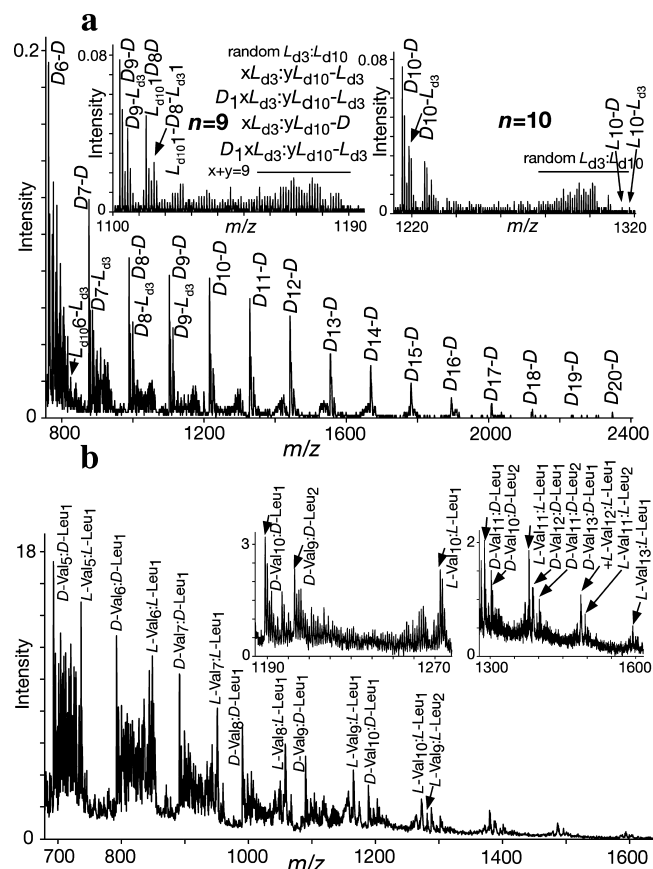 a
0.2
Intensity
0
D6-D
Ld106-Ld3
D7-D
D7-Ld3
D8-D
D8-Ld3
D9-D
D9-Ld3
D10-D
D11-D
D12-D
D13-D
D14-D
D15-D
D16-D
D17-D
D18-D
D19-D
D20-D
800
1200
1600
2000
2400
m/z
0.08
Intensity
0
D9-D
D9-Ld3
Ld101D8D
Ld101-D8-Ld31
n=9
random Ld3:Ld10
xLd3:yLd10-Ld3
D1xLd3:yLd10-Ld3
xLd3:yLd10-D
D1xLd3:yLd10-Ld3
x+y=9
1100
m/z
1190
0.08
Intensity
0
D10-D
D10-Ld3
n=10
random Ld3:Ld10
L10-D
L10-Ld3
1220
m/z
1320
b
18
Intensity
0
D-Val5:D-Leu1
L-Val5:L-Leu1
D-Val6:D-Leu1
L-Val6:L-Leu1
D-Val7:D-Leu1
L-Val7:L-Leu1
D-Val8:D-Leu1
L-Val8:L-Leu1
D-Val9:D-Leu1
L-Val9:L-Leu1
D-Val10:D-Leu1
L-Val10:L-Leu1
L-Val9:L-Leu2
700
800
1000
1200
1400
1600
m/z
3
0
D-Val10:D-Leu1
D-Val9:D-Leu2
L-Val10:L-Leu1
1190
1270
2
0
D-Val11:D-Leu1
D-Val10:D-Leu2
L-Val11:L-Leu1
D-Val12:D-Leu1
D-Val11:D-Leu2
D-Val13:D-Leu1
+L-Val12:L-Leu1
L-Val11:L-Leu2
L-Val13:L-Leu1
1300
1600